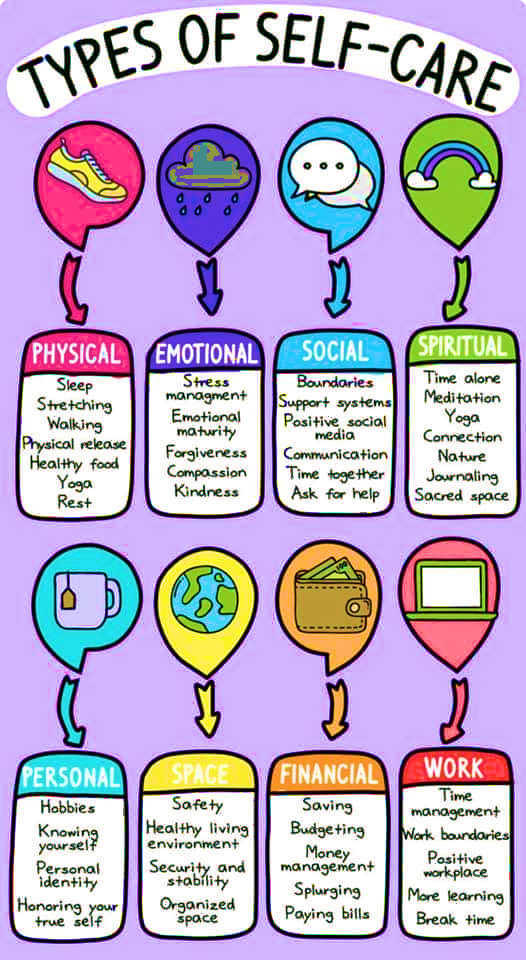 TYPES OF SELF-CARE
PHYSICAL
Sleep
Stretching
Walking
Physical release
Healthy food
Yoga
Rest
EMOTIONAL
Stress
managment
Emotional
maturity
Forgiveness
Compassion
Kindness
SOCIAL
Boundaries
Support systems
Positive social
media
Communication
Time together
Ask for help
SPIRITUAL
Time alone
Meditation
Yoga
Connection
Nature
Journaling
Sacred space
100
PERSONAL
Hobbies
Knowing
yourself
Personal
identity
Honoring your
true self
SPACE
Safety
Healthy living
environment
Security and
stability
Organized
space
FINANCIAL
Saving
Budgeting
Money
management
Splurging
Paying bills
WORK
Time
management
Work boundaries
Positive
workplace
More learning
Break time